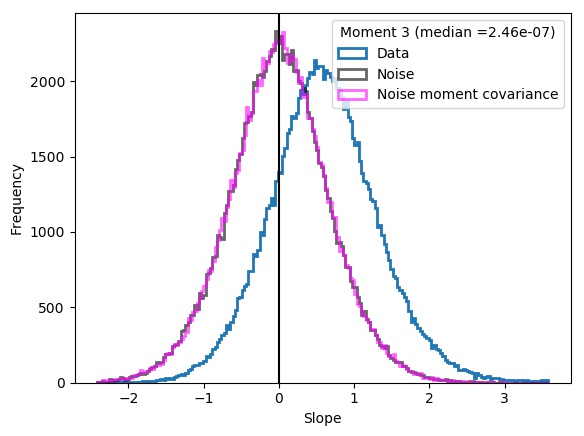 Moment 3 (median =2.46e-07)
Data
Noise
Noise moment covariance
2000
1500
1000
500
0
Frequency
−2
−1
0
1
2
3
Slope